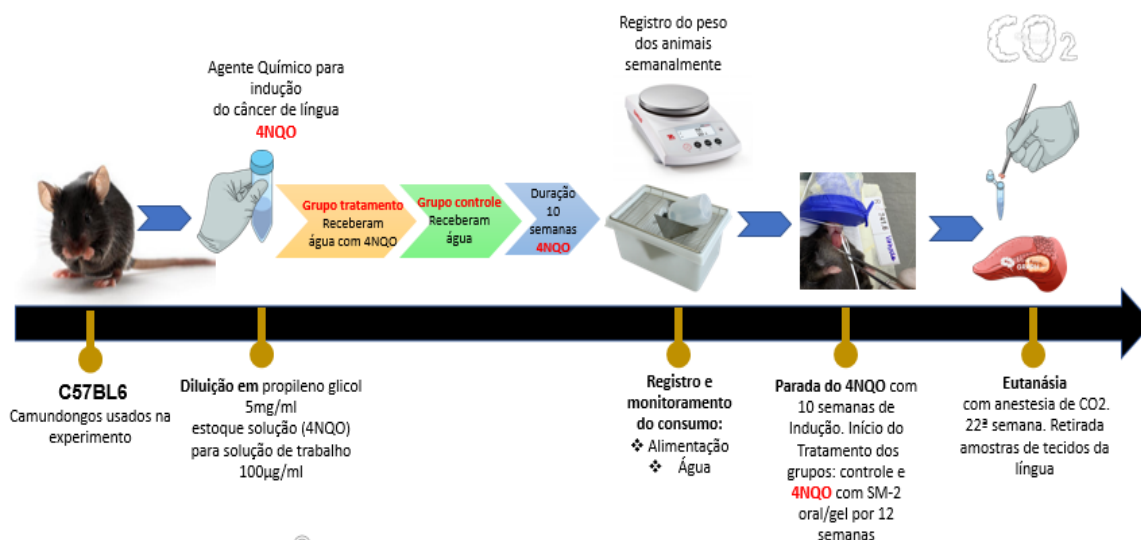 Agente Químico para
indução
do câncer de língua
4NQO
Grupo tratamento
Receberam
água com 4NQO
Grupo controle
Receberam
água
Duração
10
semanas
4NQO
Registro do peso
dos animais
semanalmente
CO2
C57BL6
Camundongos usados na
experimento
Diluição em propileno glicol
5mg/ml
estoque solução (4NQO)
para solução de trabalho
100µg/ml
Registro e
monitoramento
do consumo:
❖ Alimentação
❖ Água
Parada do 4NQO com
10 semanas de
Indução. Início do
Tratamento dos
grupos: controle e
4NQO com SM-2
oral/gel por 12
semanas
Eutanásia
com anestesia de CO2.
22ª semana. Retirada
amostras de tecidos da
língua